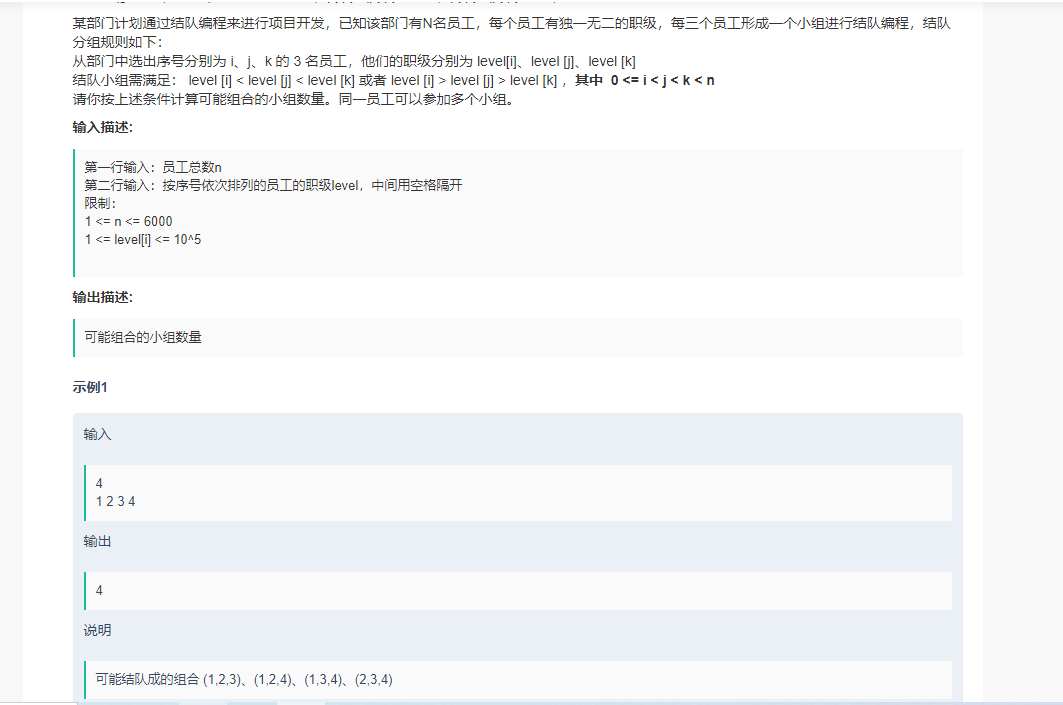 某部门计划通过结队编程来进行项目开发，已知该部门有N名员工，每个员工有独一无二的职级，每三个员工形成一个小组进行结队编程，结队
分组规则如下：
从部门中选出序号分别为 i、j、k 的 3 名员工，他们的职级分别为 level[i]、level [j]、level [k]
结队小组需满足： level [i] < level [j] < level [k] 或者 level [i] > level [j] > level [k] ，其中 0 <= i < j < k < n
请你按上述条件计算可能组合的小组数量。同一员工可以参加多个小组。
输入描述:
第一行输入：员工总数n
第二行输入：按序号依次排列的员工的职级level，中间用空格隔开
限制：
1 <= n <= 6000
1 <= level[i] <= 10^5
输出描述:
可能组合的小组数量
示例1
输入
4
1 2 3 4
输出
4
说明
可能结队成的组合 (1,2,3)、(1,2,4)、(1,3,4)、(2,3,4)